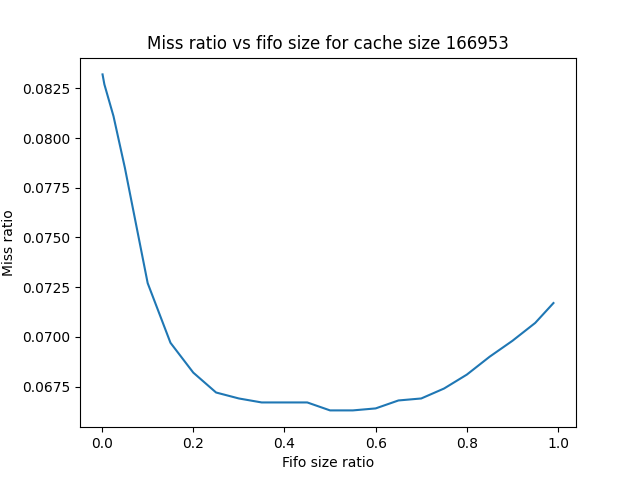 Miss ratio vs fifo size for cache size 166953
0.0825
0.0800
0.0775
0.0750
0.0725
0.0700
0.0675
Miss ratio
0.0 0.2 0.4 0.6 0.8 1.0
Fifo size ratio